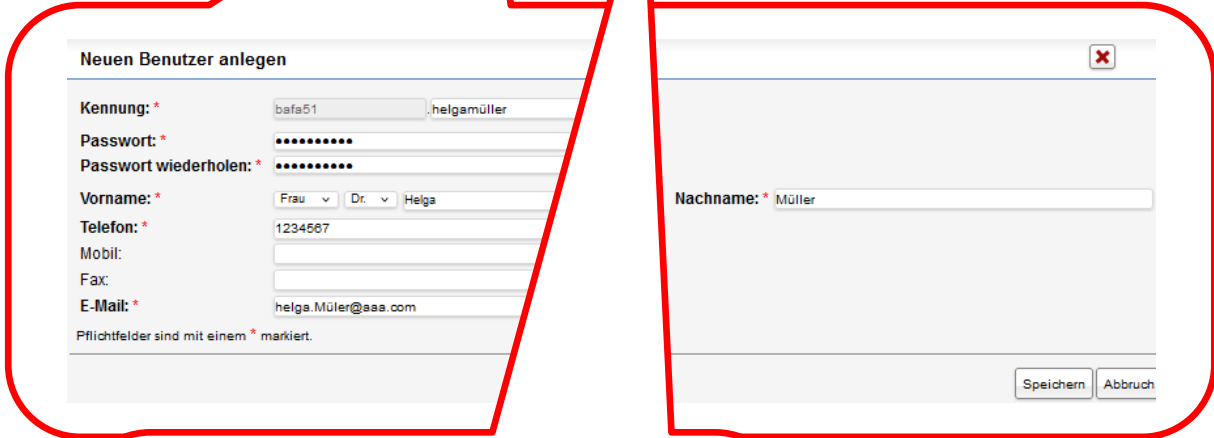 Neuen Benutzer anlegen
Kennung: * bafa51 .helgamüller
Passwort: * ••••••••••
Passwort wiederholen: * ••••••••••
Vorname: * Frau Dr. Helga Nachname: * Müller
Telefon: * 1234567
Mobil:
Fax:
E-Mail: * helga.Müler@aaa.com
Pflichtfelder sind mit einem * markiert.
Speichern Abbruch